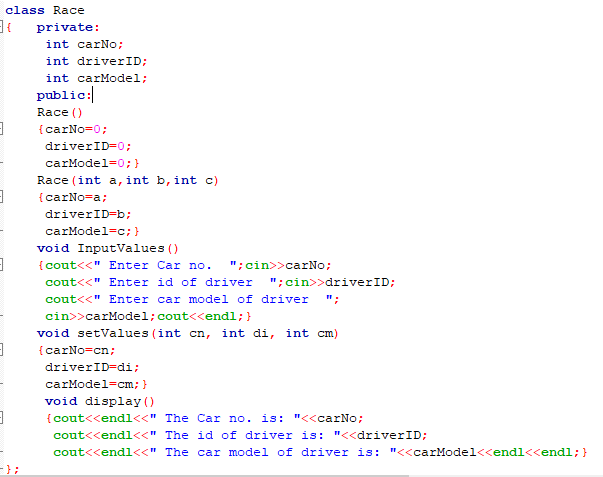 class Race
{   private:
     int carNo;
     int driverID;
     int carModel;
    public:
    Race()
    {carNo=0;
     driverID=0;
     carModel=0;}
    Race(int a,int b,int c)
    {carNo=a;
     driverID=b;
     carModel=c;}
    void InputValues()
    {cout<<" Enter Car no.  ";cin>>carNo;
     cout<<" Enter id of driver  ";cin>>driverID;
     cout<<" Enter car model of driver  ";
     cin>>carModel;cout<<endl;}
    void setValues(int cn, int di, int cm)
    {carNo=cn;
     driverID=di;
     carModel=cm;}
     void display()
     {cout<<endl<<" The Car no. is: "<<carNo;
      cout<<endl<<" The id of driver is: "<<driverID;
      cout<<endl<<" The car model of driver is: "<<carModel<<endl<<endl;}
};